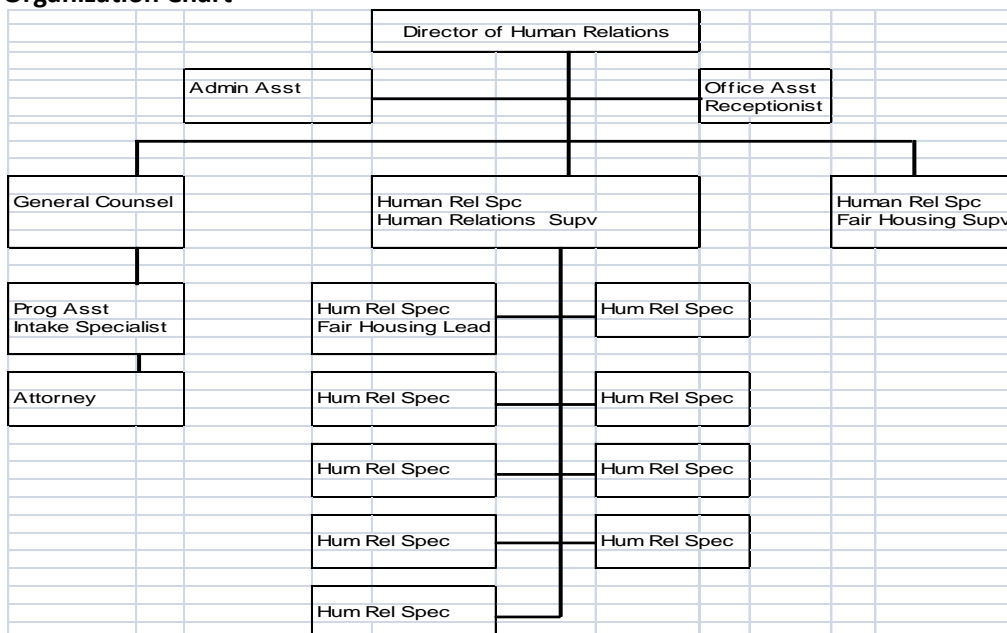 Organization Chart
Director of Human Relations
Admin Asst
Office Asst
Receptionist
General Counsel
Human Rel Spc
Human Relations Supv
Human Rel Spc
Fair Housing Supv
Prog Asst
Intake Specialist
Hum Rel Spec
Fair Housing Lead
Hum Rel Spec
Attorney
Hum Rel Spec
Hum Rel Spec
Hum Rel Spec
Hum Rel Spec
Hum Rel Spec
Hum Rel Spec
Hum Rel Spec